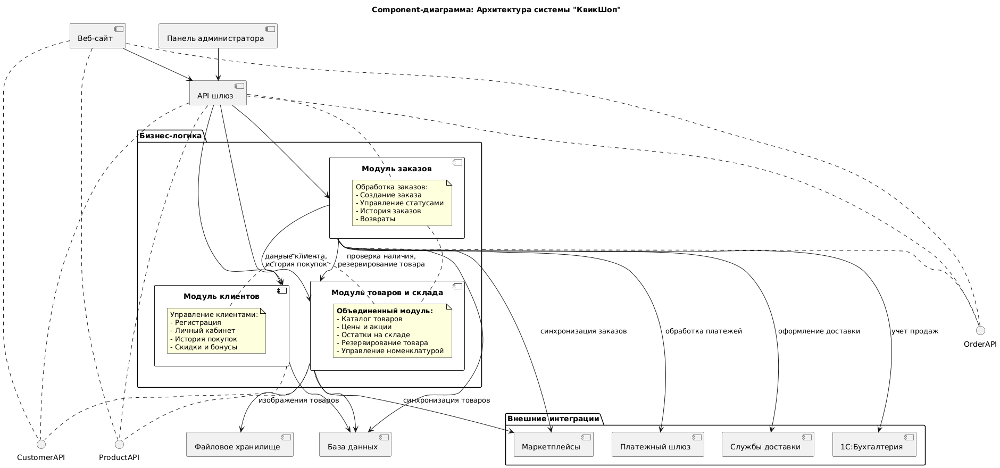 Component-диаграмма: Архитектура системы "КвикШоп"
Веб-сайт
Панель администратора
API шлюз
Бизнес-логика
Модуль заказов
Обработка заказов:
- Создание заказа
- Управление статусами
- История заказов
- Возвраты
данные клиента,
история покупок
проверка наличия,
резервирование товара
Модуль клиентов
Управление клиентами:
- Регистрация
- Личный кабинет
- История покупок
- Скидки и бонусы
Модуль товаров и склада
Объединенный модуль:
- Каталог товаров
- Цены и акции
- Остатки на складе
- Резервирование товара
- Управление номенклатурой
синхронизация заказов
обработка платежей
оформление доставки
учет продаж
OrderAPI
изображения товаров
синхронизация товаров
Внешние интеграции
CustomerAPI
ProductAPI
Файловое хранилище
База данных
Маркетплейсы
Платежный шлюз
Службы доставки
1С:Бухгалтерия